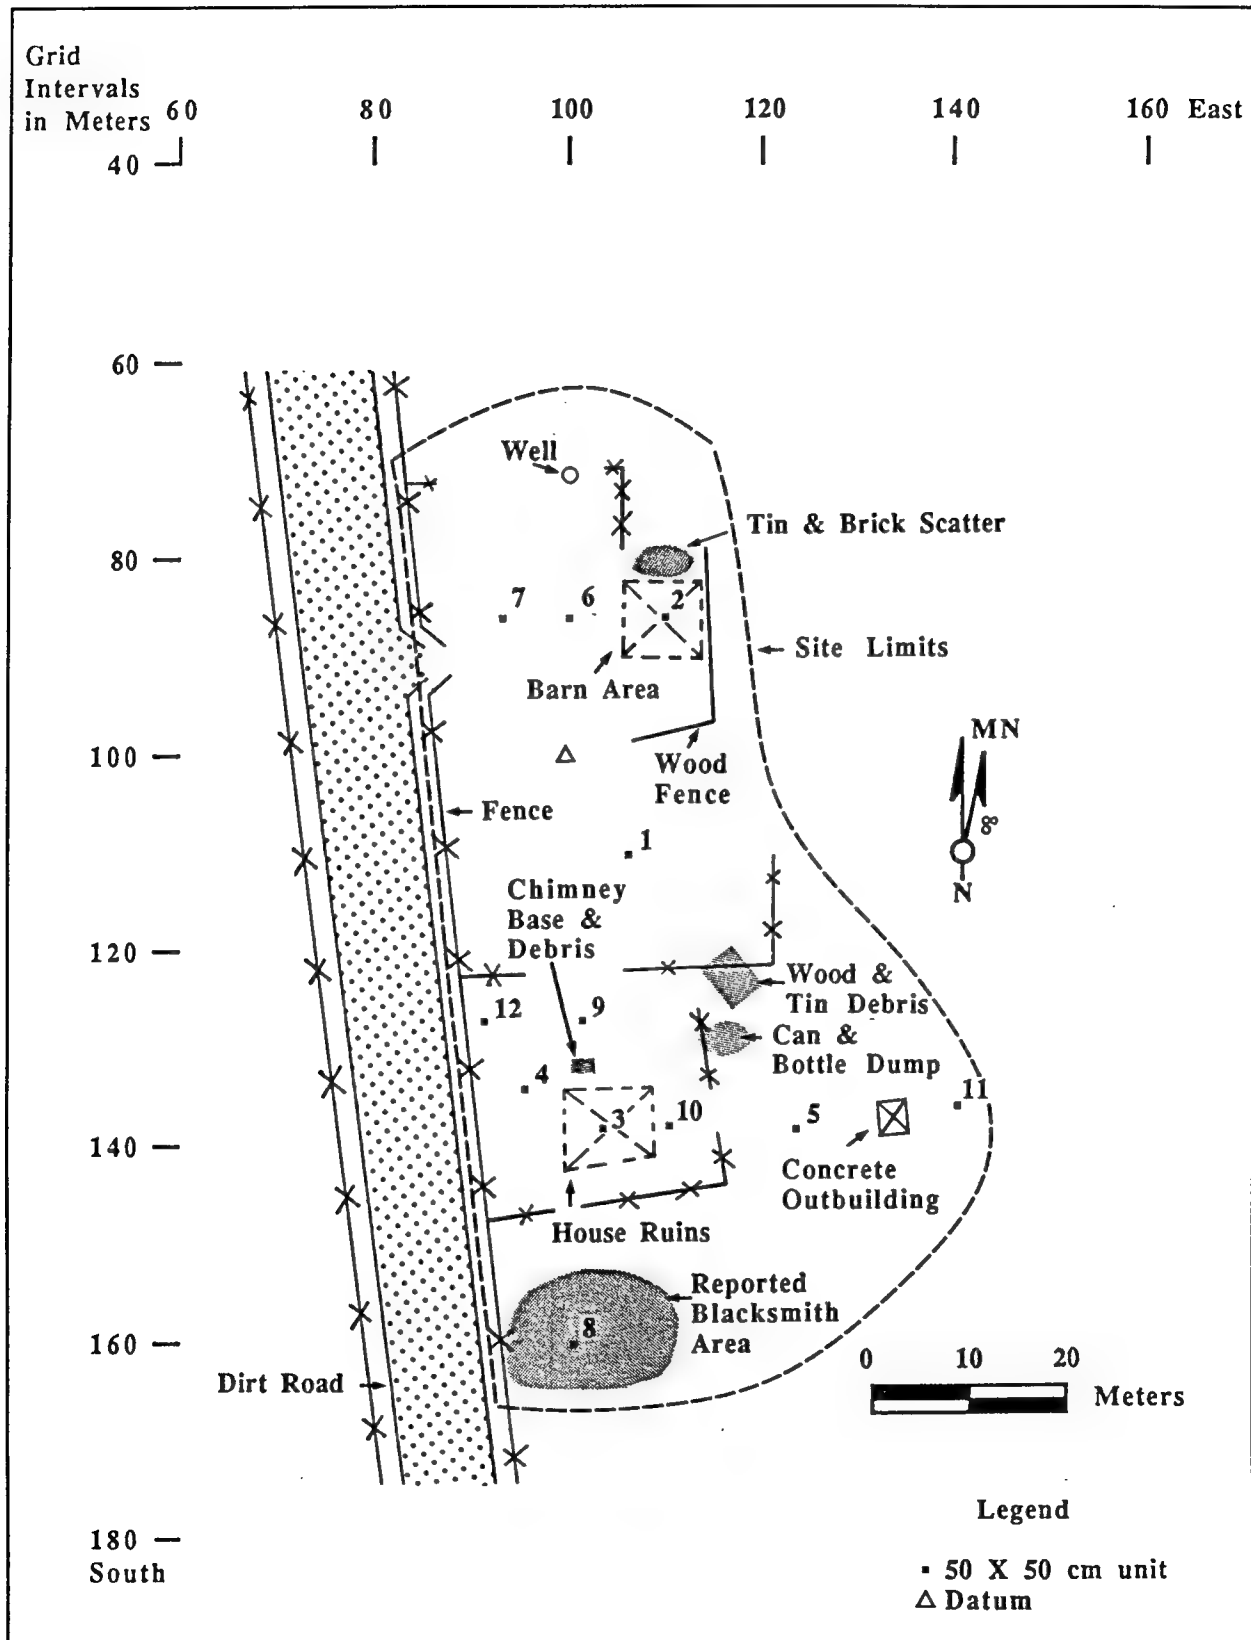 Grid
Intervals
in Meters
60 80 100 120 140 160 East
40
60
Well
Tin & Brick Scatter
80
7 6 2
Site Limits
Barn Area
MN
100
Wood
Fence
Fence
8°
1
N
Chimney
Base &
Debris
120
Wood &
Tin Debris
12 9
Can &
Bottle Dump
4
11
3 10 5
140
Concrete
Outbuilding
House Ruins
Reported
Blacksmith
Area
8
160
0 10 20
Meters
Dirt Road
Legend
180
South
50 X 50 cm unit
Datum